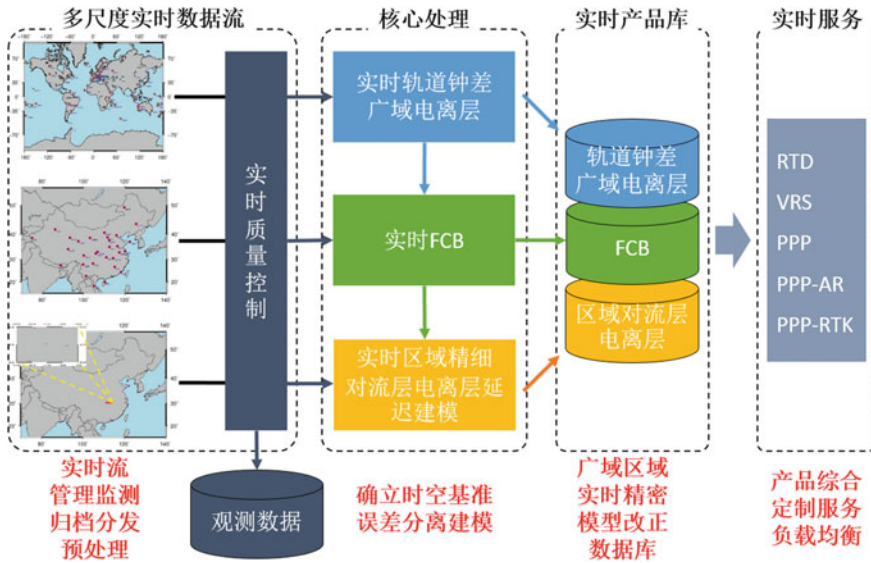 多尺度实时数据流
核心处理
实时产品库
实时服务
实时质量控制
实时轨道钟差
广域电离层
实时FCB
实时区域精细
对流层电离层延
迟建模
轨道钟差
广域电离层
FCB
区域对流层
电离层
RTD
VRS
PPP
PPP-AR
PPP-RTK
观测数据
实时流
管理监测
归档分发
预处理
确立时空基准
误差分离建模
广域区域
实时精密
模型改正
数据库
产品综合
定制服务
负载均衡